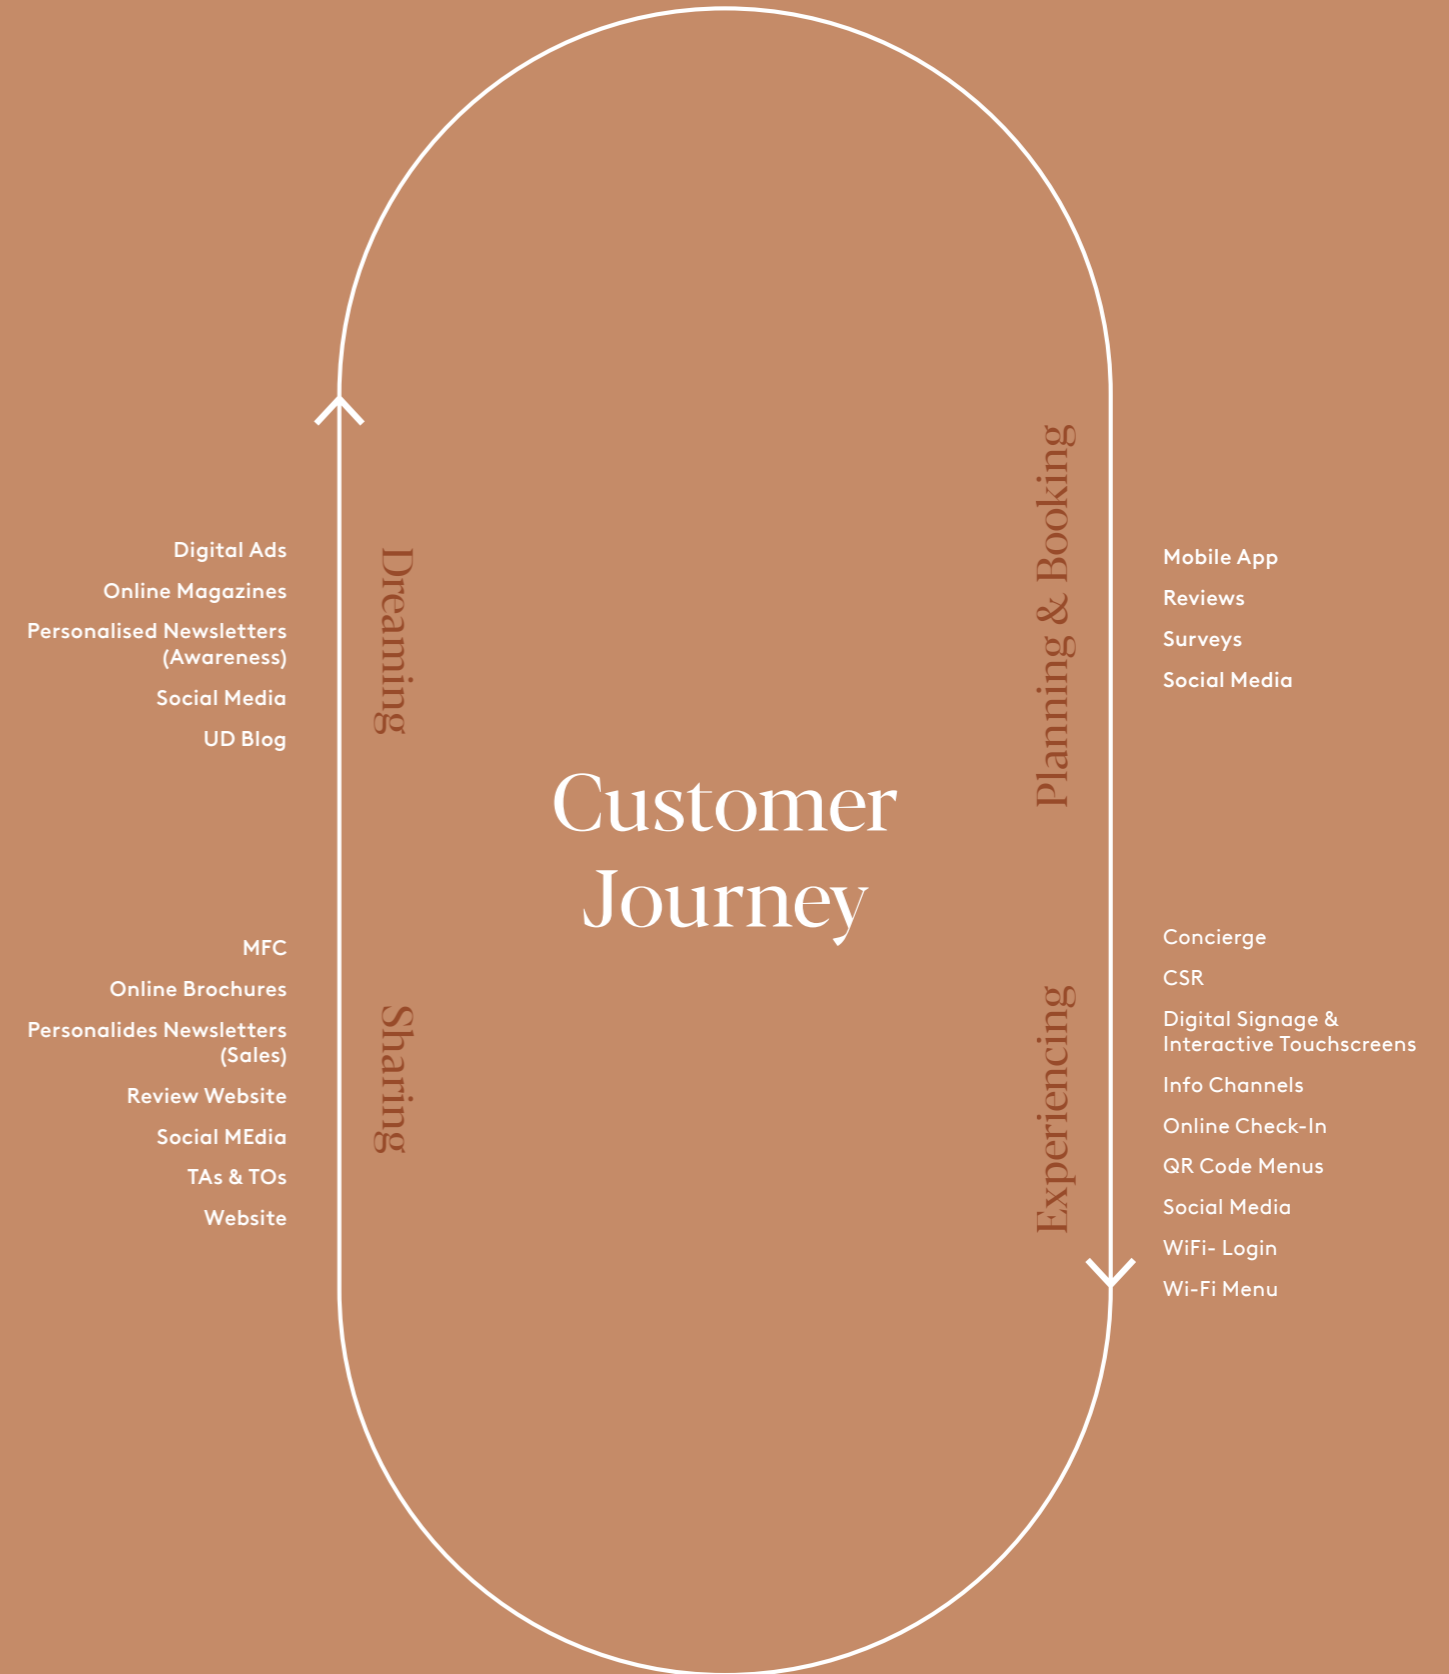 Customer
Journey
Dreaming
Digital Ads
Online Magazines
Personalised Newsletters
(Awareness)
Social Media
UD Blog
Planning & Booking
Mobile App
Reviews
Surveys
Social Media
Experiencing
Concierge
CSR
Digital Signage &
Interactive Touchscreens
Info Channels
Online Check-In
QR Code Menus
Social Media
WiFi- Login
Wi-Fi Menu
Sharing
MFC
Online Brochures
Personalides Newsletters
(Sales)
Review Website
Social MEdia
TAs & TOs
Website